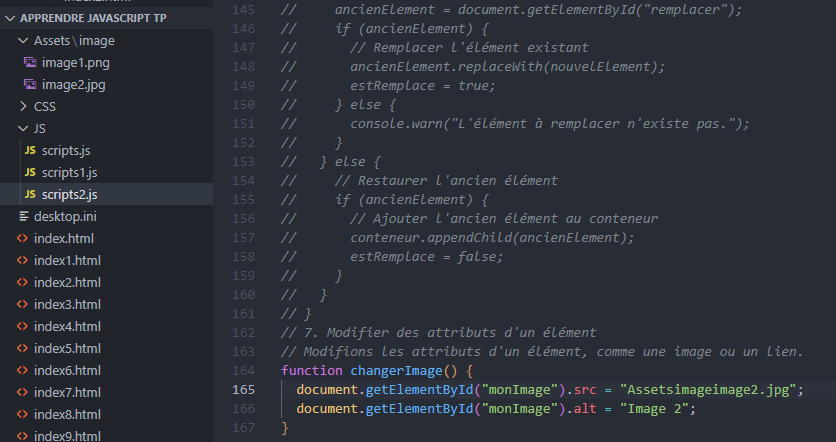 APPRENDRE JAVASCRIPT TP
Assets\image
image1.png
image2.jpg
CSS
JS
JS scripts.js
JS scripts1.js
JS scripts2.js
desktop.ini
index.html
index1.html
index2.html
index3.html
index4.html
index5.html
index6.html
index7.html
index8.html
index9.html
145 //     ancienElement = document.getElementById("remplacer");
146 //     if (ancienElement) {
147 //       // Remplacer l'élément existant
148 //       ancienElement.replaceWith(nouvelElement);
149 //       estRemplace = true;
150 //     } else {
151 //       console.warn("L'élément à remplacer n'existe pas.");
152 //     }
153 //   } else {
154 //     // Restaurer l'ancien élément
155 //     if (ancienElement) {
156 //       // Ajouter l'ancien élément au conteneur
157 //       conteneur.appendChild(ancienElement);
158 //       estRemplace = false;
159 //     }
160 //   }
161 // }
162 // 7. Modifier des attributs d'un élément
163 // Modifions les attributs d'un élément, comme une image ou un lien.
164 function changerImage() {
165   document.getElementById("monImage").src = "Assetsimageimage2.jpg";
166   document.getElementById("monImage").alt = "Image 2";
167 }